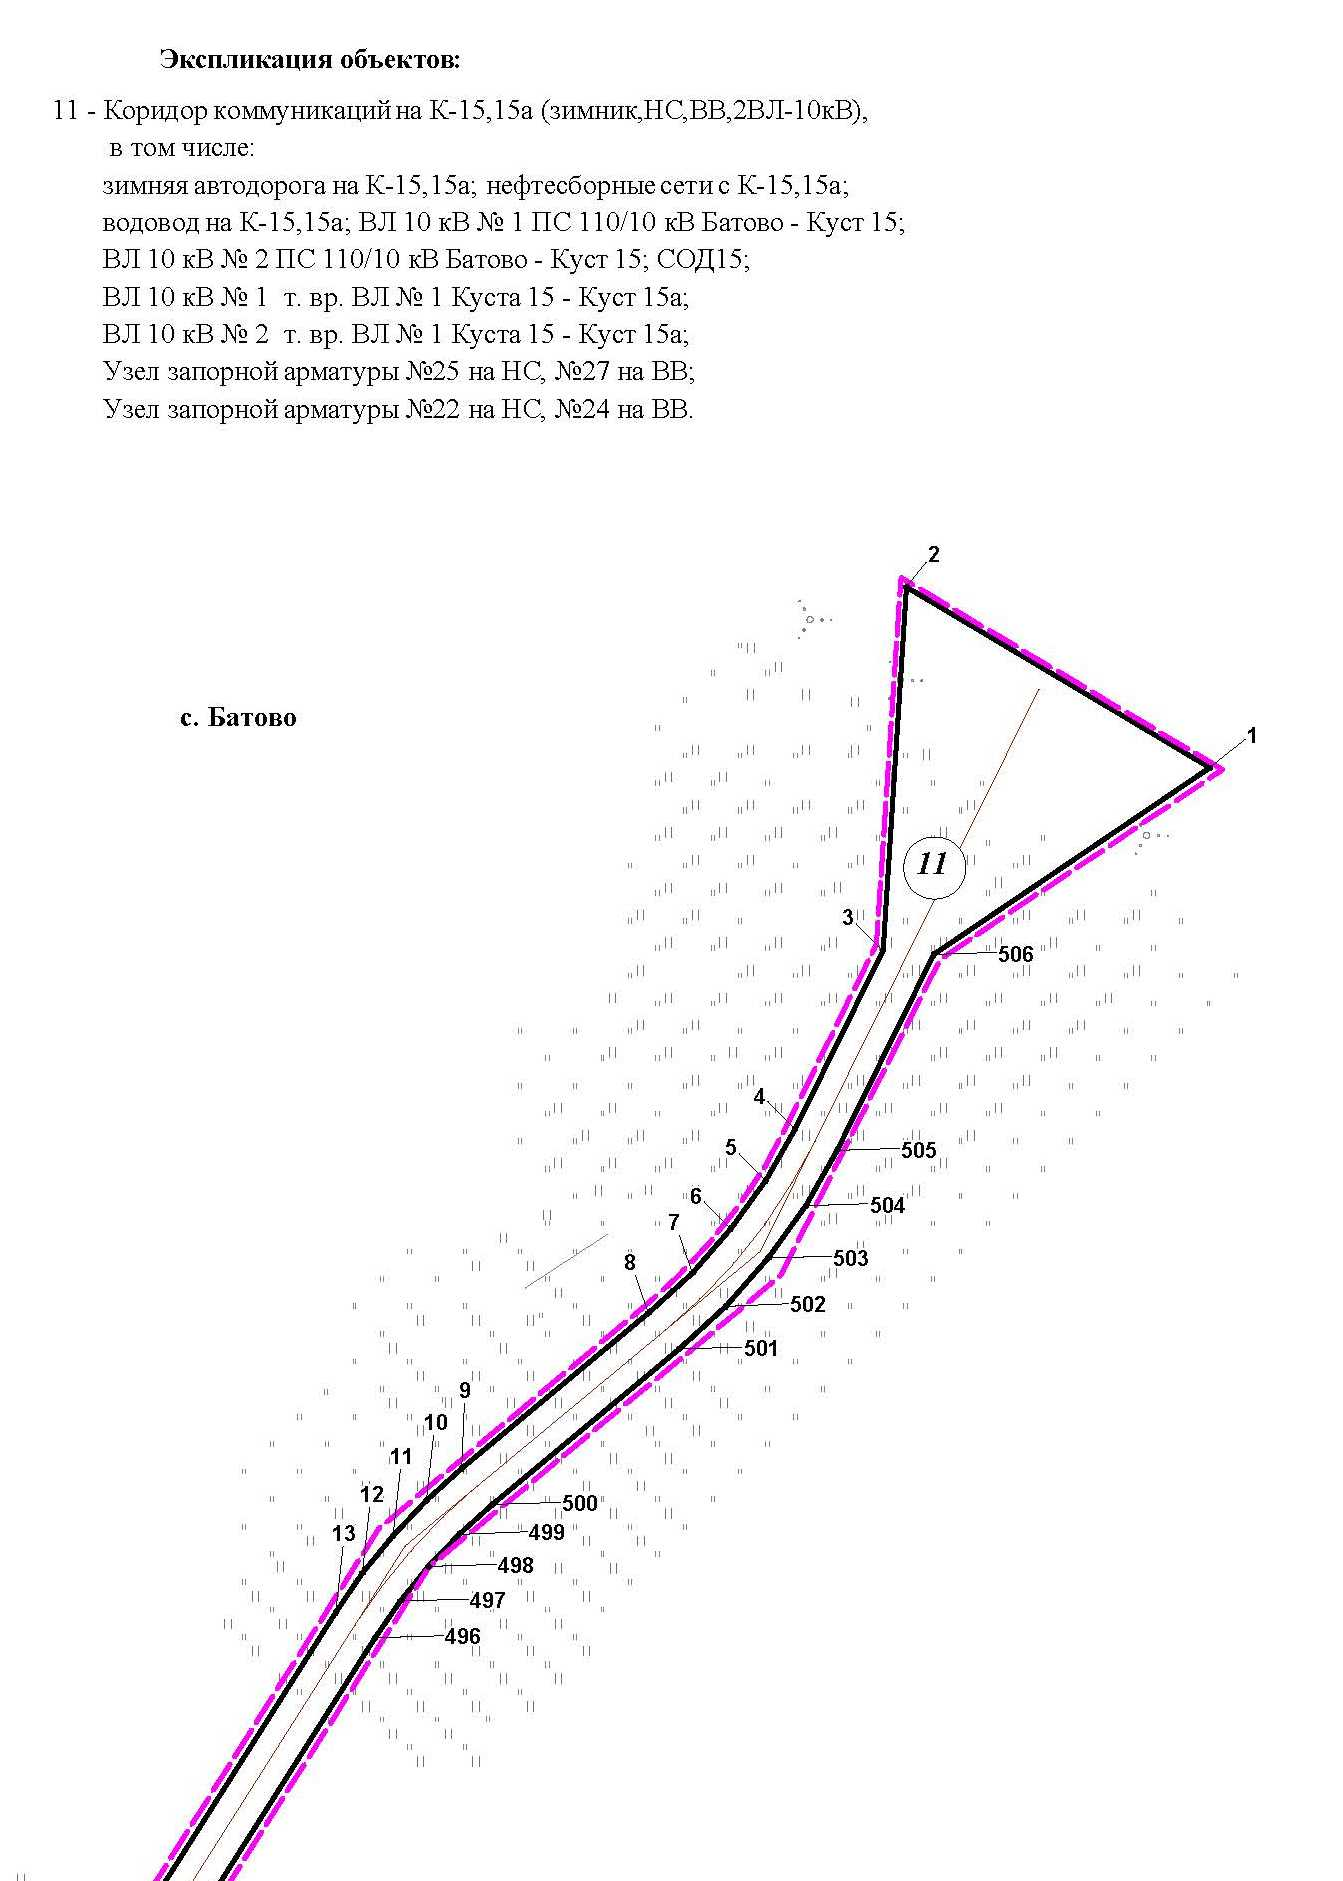 Экспликация объектов:
11 - Коридор коммуникаций на К-15,15а (зимник,НС,ВВ,2ВЛ-10кВ),
в том числе:
зимняя автодорога на К-15,15а; нефтесборные сети с К-15,15а;
водовод на К-15,15а; ВЛ 10 кВ № 1 ПС 110/10 кВ Батово - Куст 15;
ВЛ 10 кВ № 2 ПС 110/10 кВ Батово - Куст 15; СОД15;
ВЛ 10 кВ № 1 т. вр. ВЛ № 1 Куста 15 - Куст 15а;
ВЛ 10 кВ № 2 т. вр. ВЛ № 1 Куста 15 - Куст 15а;
Узел запорной арматуры №25 на НС, №27 на ВВ;
Узел запорной арматуры №22 на НС, №24 на ВВ.
2
с. Батово
1
11
3
506
4
5
505
6
504
7
503
8
502
501
9
10
11
12
500
13
499
498
497
496